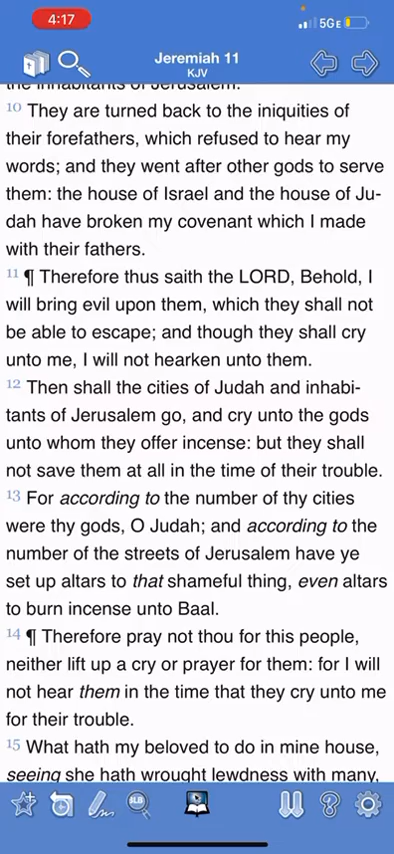 4:17
5GE
Jeremiah 11
KJV
the inhabitants of Jerusalem.
10 They are turned back to the iniquities of
their forefathers, which refused to hear my
words; and they went after other gods to serve
them: the house of Israel and the house of Ju-
dah have broken my covenant which I made
with their fathers.
11 ¶ Therefore thus saith the LORD, Behold, I
will bring evil upon them, which they shall not
be able to escape; and though they shall cry
unto me, I will not hearken unto them.
12 Then shall the cities of Judah and inhabi-
tants of Jerusalem go, and cry unto the gods
unto whom they offer incense: but they shall
not save them at all in the time of their trouble.
13 For according to the number of thy cities
were thy gods, O Judah; and according to the
number of the streets of Jerusalem have ye
set up altars to that shameful thing, even altars
to burn incense unto Baal.
14 ¶ Therefore pray not thou for this people,
neither lift up a cry or prayer for them: for I will
not hear them in the time that they cry unto me
for their trouble.
15 What hath my beloved to do in mine house,
seeing she hath wrought lewdness with many,
BLB